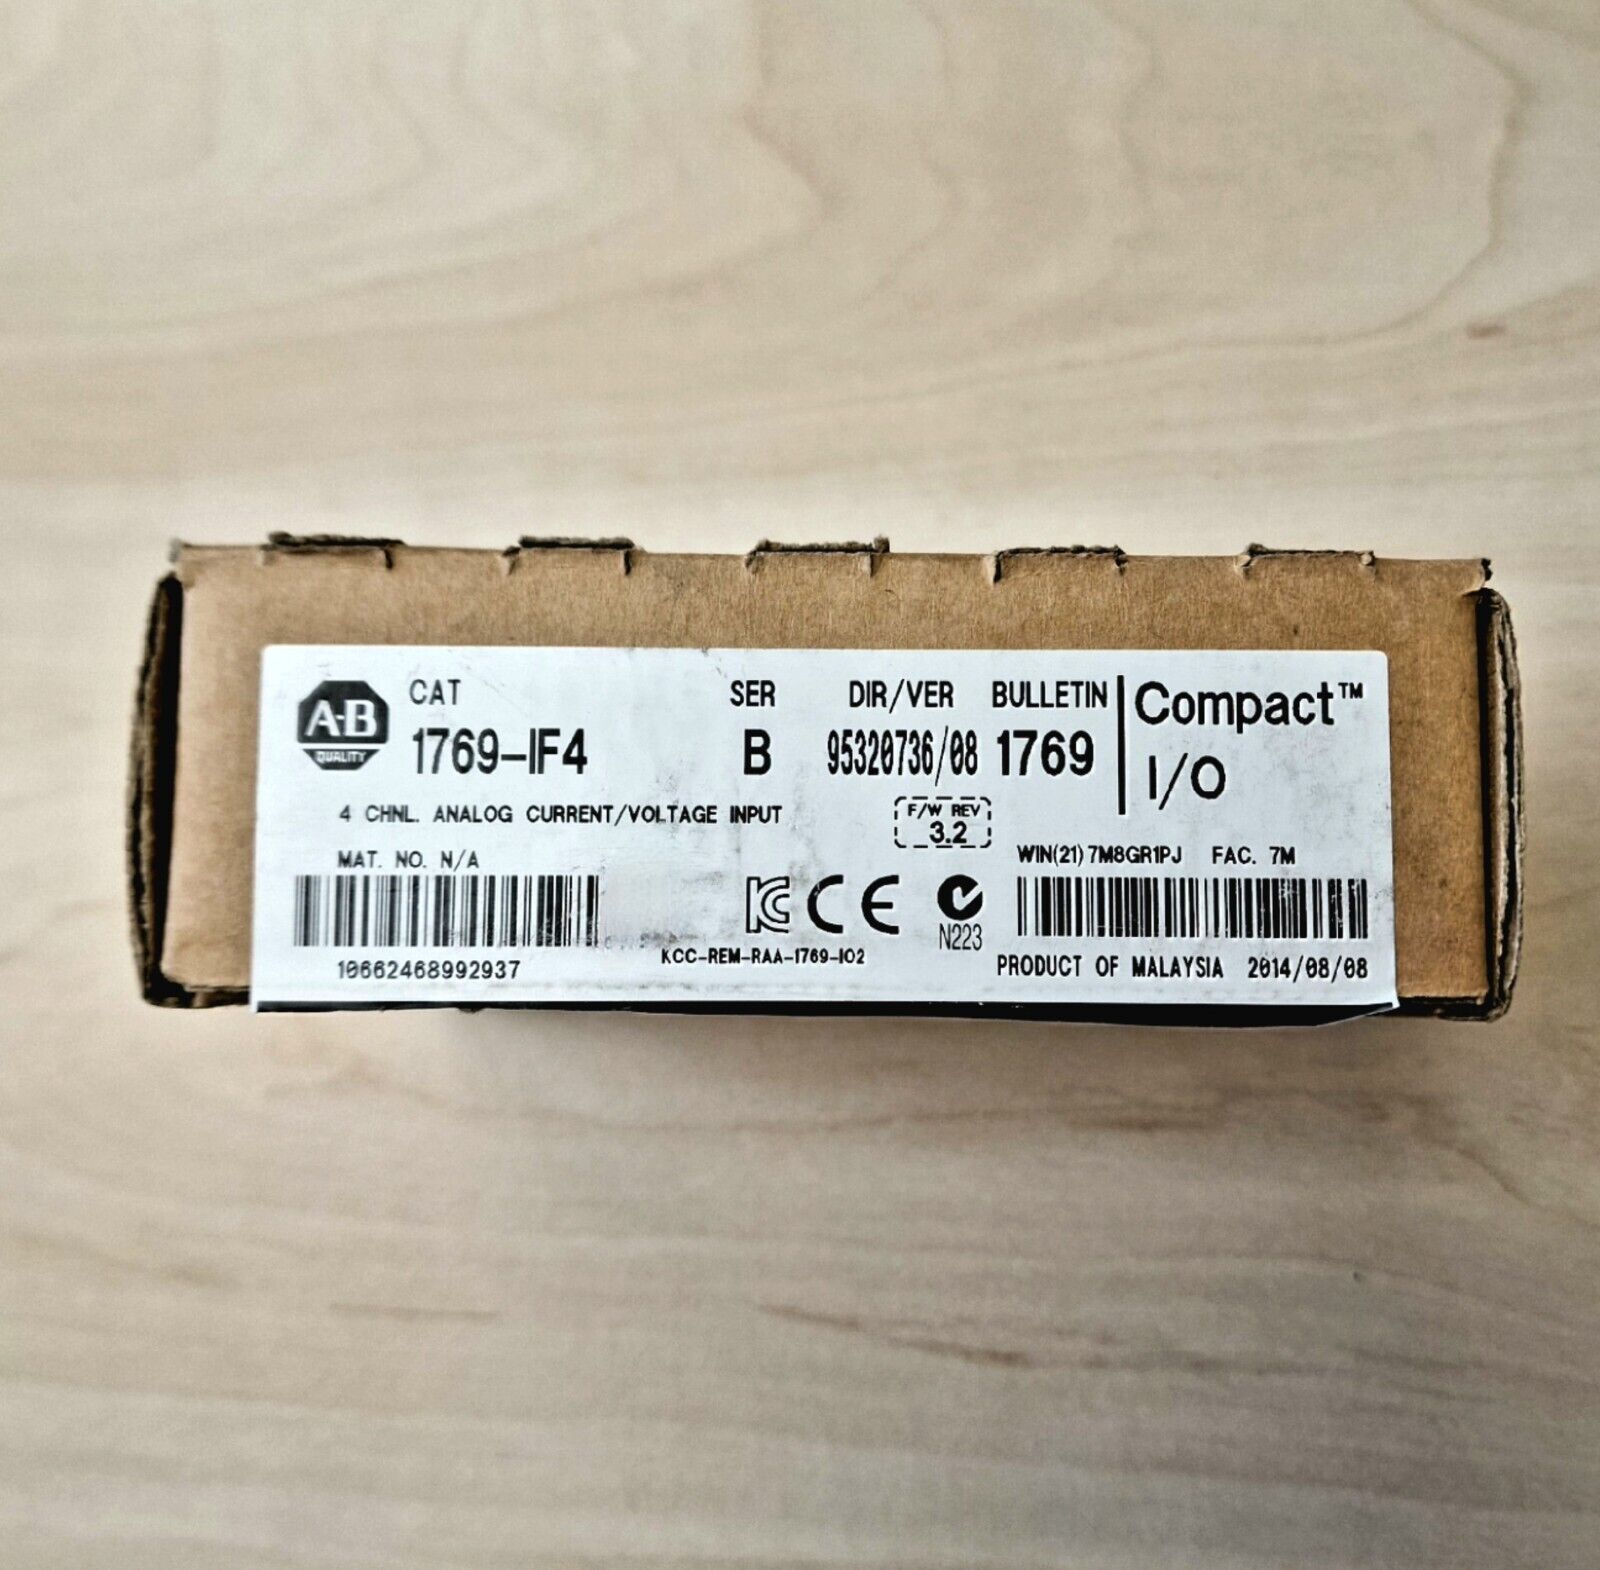 A-B
QUALITY
CAT SER DIR/VER BULLETIN
1769-IF4 B 95320736/08 1769
Compact™
I/O
4 CHNL. ANALOG CURRENT/VOLTAGE INPUT
F/W REV
3.2
MAT. NO. N/A
WIN(21) 7M8GR1PJ FAC. 7M
CE
N223
10662468992937
KCC-REM-RAA-1769-IO2
PRODUCT OF MALAYSIA 2014/08/08